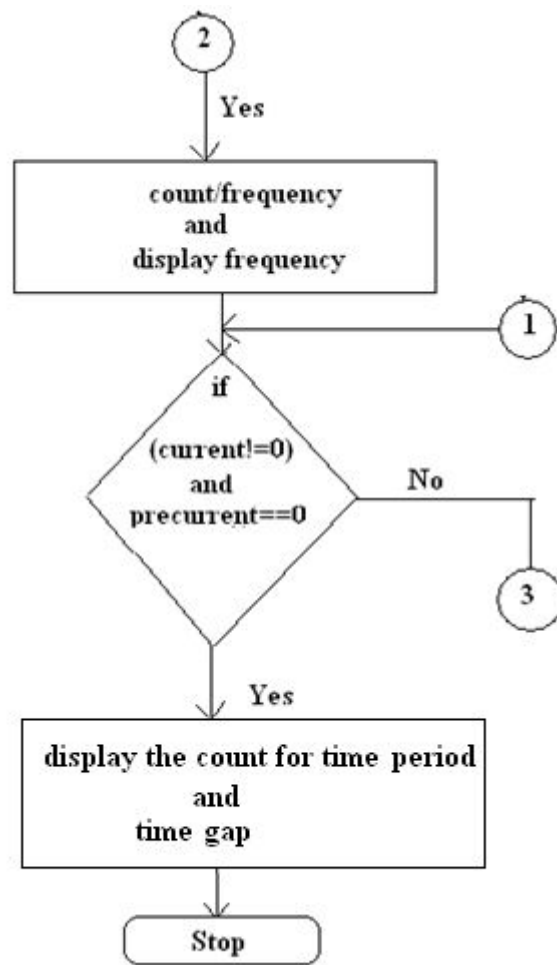 2
Yes
count/frequency
and
display frequency
1
if
(current!=0)
and
precurrent==0
No
3
Yes
display the count for time period
and
time gap
Stop